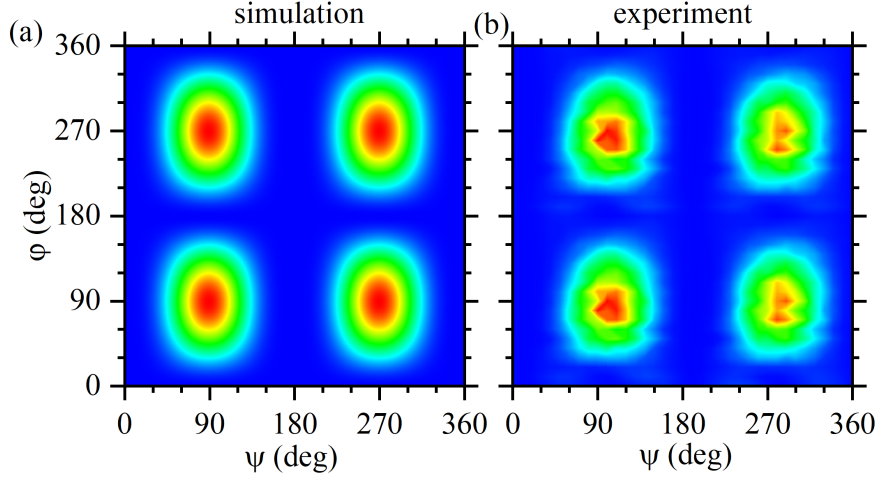 simulation
experiment
(a)
(b)
360
270
180
90
0
φ (deg)
0 90 180 270 360
0 90 180 270 360
ψ (deg)
ψ (deg)